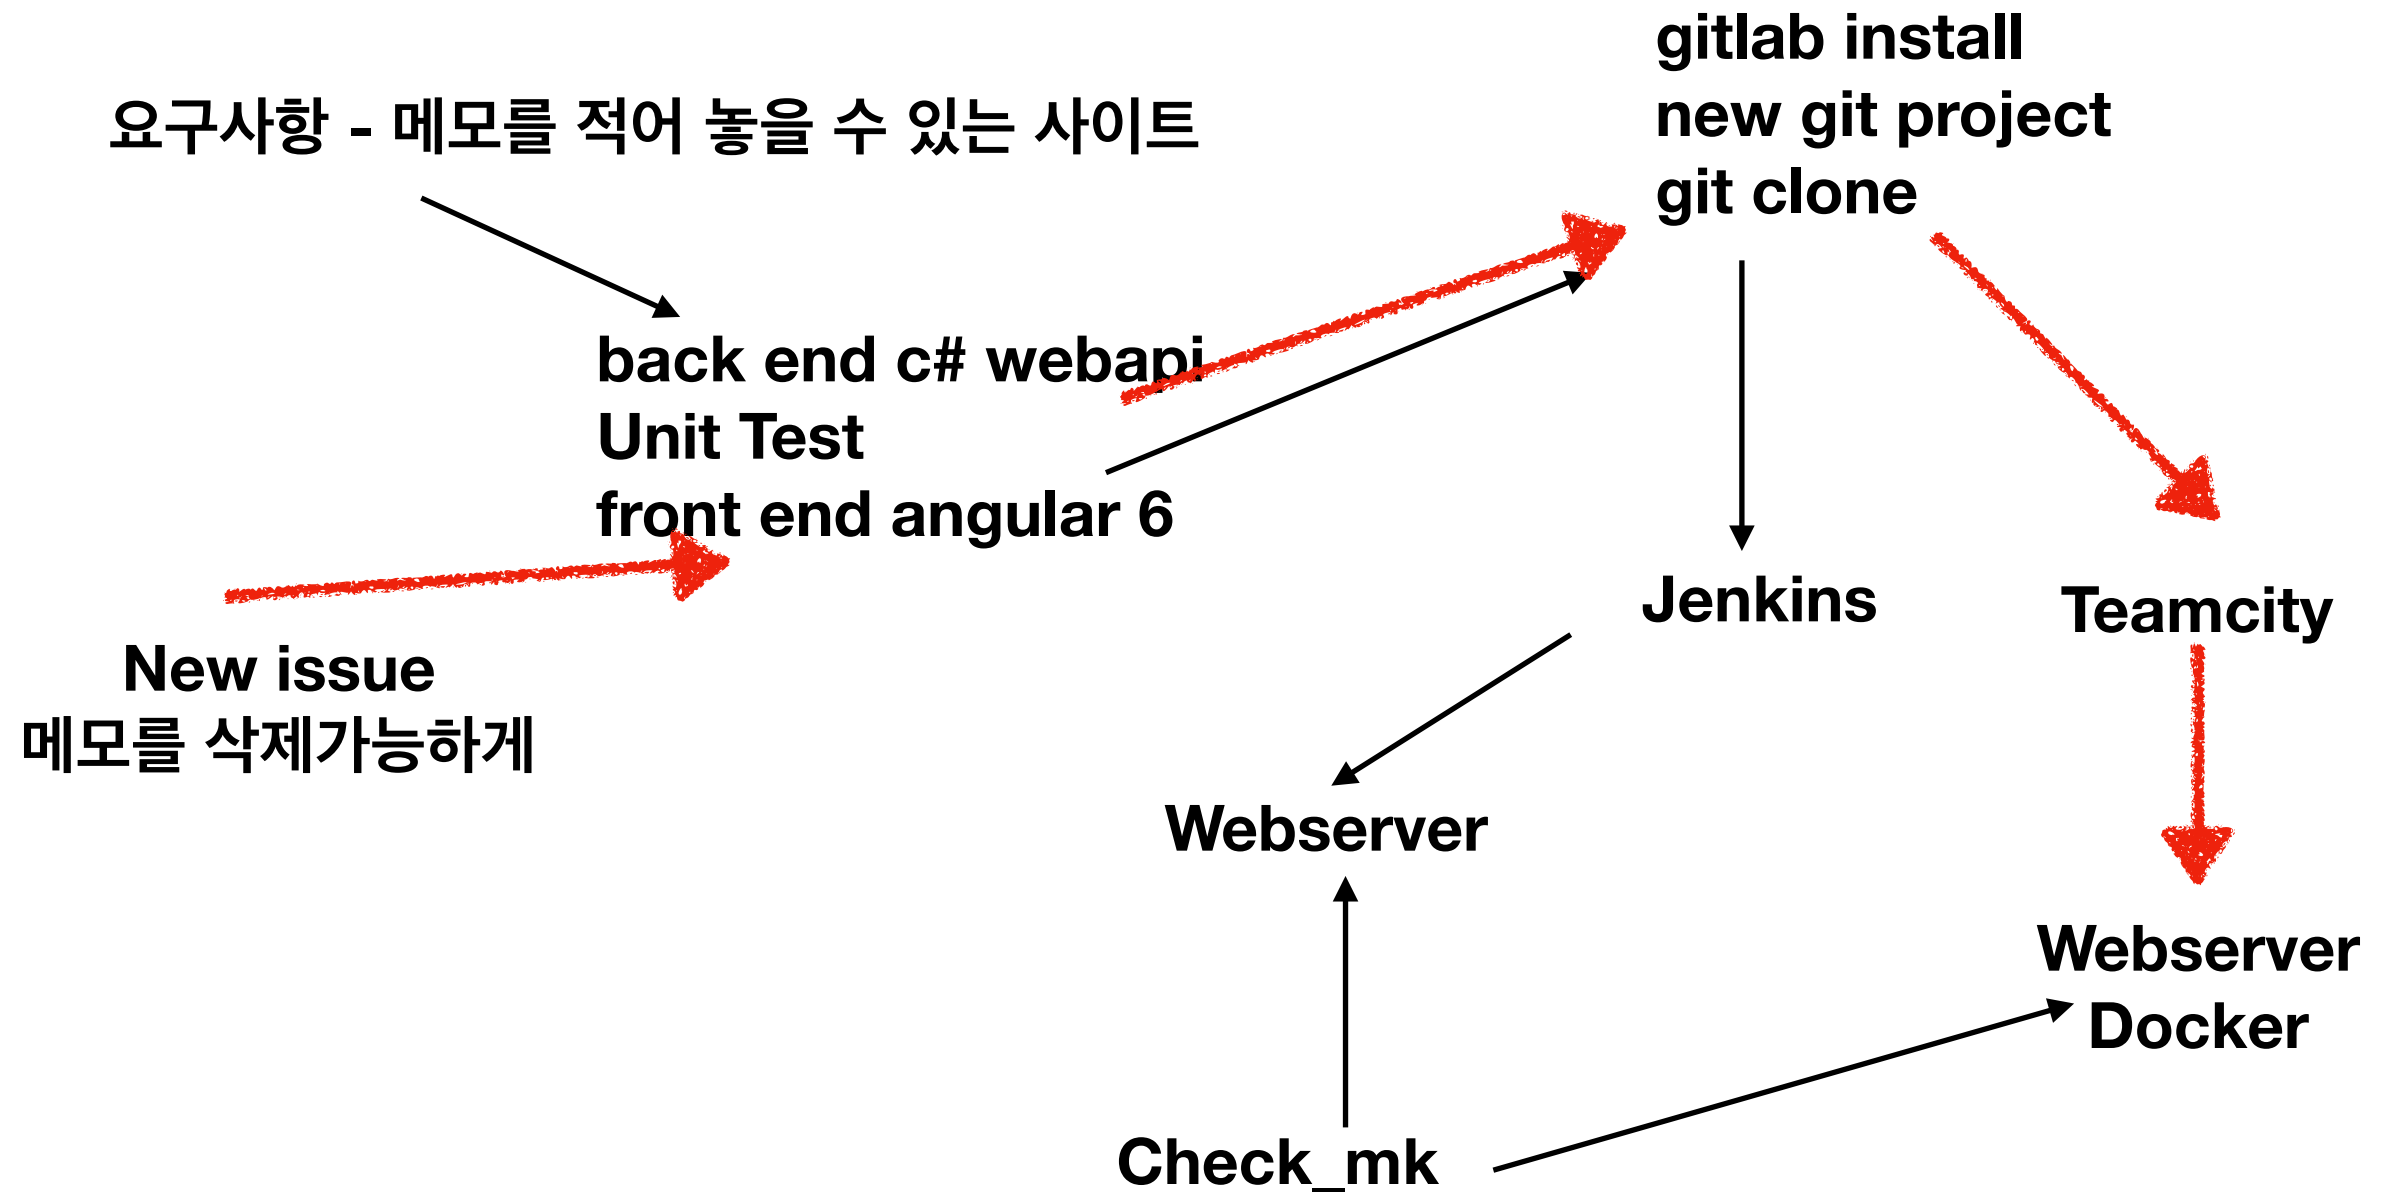 gitlab install
new git project
git clone
요구사항 - 메모를 적어 놓을 수 있는 사이트
back end c# webapi
Unit Test
front end angular 6
New issue
메모를 삭제가능하게
Jenkins
Teamcity
Webserver
Webserver
Docker
Check_mk